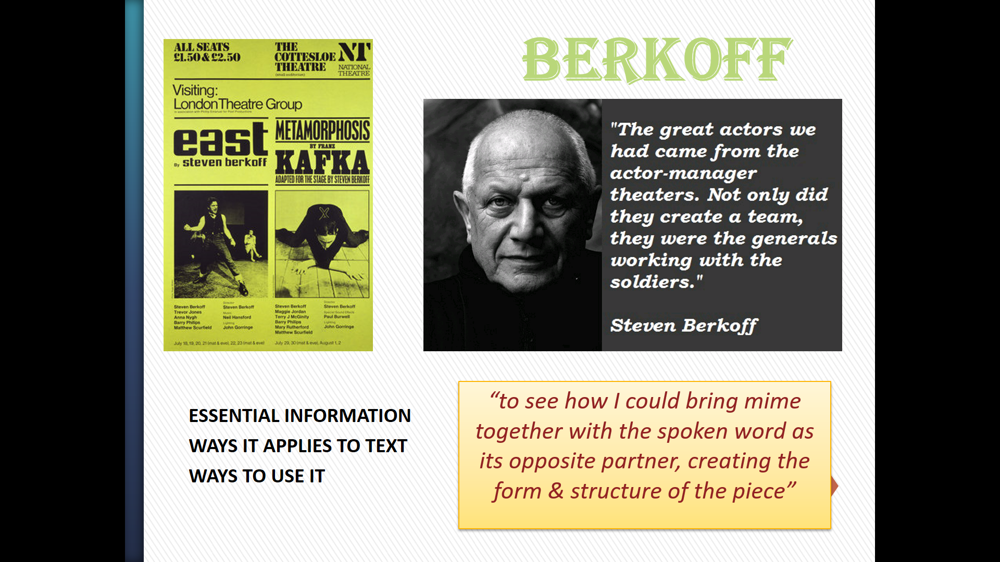 BERKOFF
ALL SEATS
£1.50 & £2.50
THE
COTTESLOE
THEATRE
(small auditorium)
NT
NATIONAL
THEATRE
Visiting:
London Theatre Group
east
By steven berkoff
METAMORPHOSIS
BY FRANZ
KAFKA
ADAPTED FOR THE STAGE BY STEVEN BERKOFF
Steven Berkoff
Trevor Jones
Anna Nygh
Barry Philips
Matthew Scurfield
Director
Steven Berkoff
Music
Neil Hansford
Lighting
John Gorringe
Steven Berkoff
Maggie Jordan
Terry J McGinity
Barry Philips
Mary Rutherford
Matthew Scurfield
Director
Steven Berkoff
Special Sound Effects
Paul Burwell
Lighting
John Gorringe
July 18, 19, 20, 21 (mat & eve), 22, 23 (mat & eve)
July 29, 30 (mat & eve), August 1, 2
"The great actors we
had came from the
actor-manager
theaters. Not only did
they create a team,
they were the generals
working with the
soldiers."
Steven Berkoff
ESSENTIAL INFORMATION
WAYS IT APPLIES TO TEXT
WAYS TO USE IT
“to see how I could bring mime
together with the spoken word as
its opposite partner, creating the
form & structure of the piece”